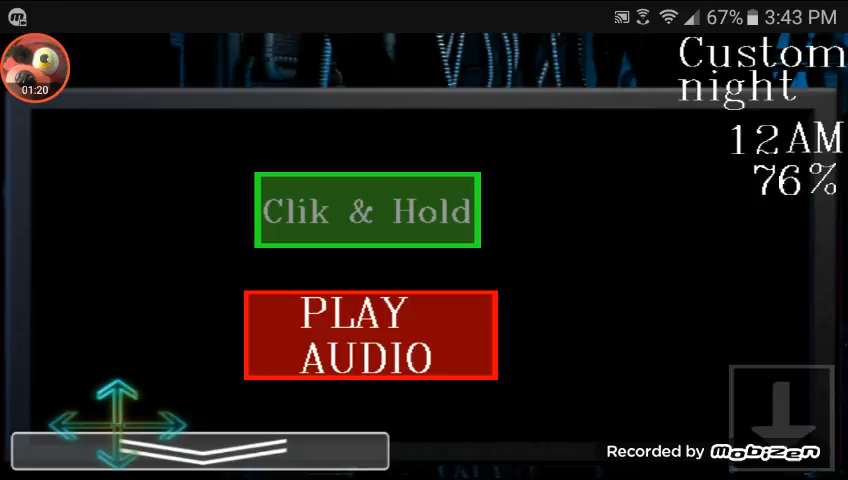 67% 3:43 PM
01:20
Custom
night
12AM
76%
Clik & Hold
PLAY
AUDIO
Recorded by Mobizen